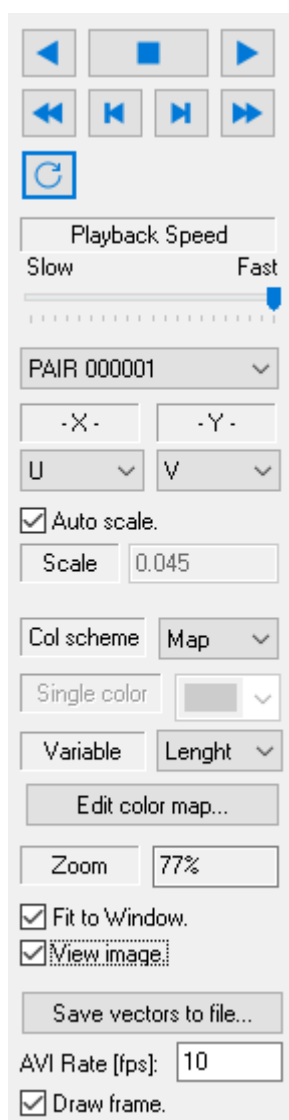 Playback Speed
Slow Fast
PAIR 000001
-X- -Y-
U V
Auto scale.
Scale 0.045
Col scheme Map
Single color
Variable Lenght
Edit color map...
Zoom 77%
Fit to Window.
View image.
Save vectors to file...
AVI Rate [fps]: 10
Draw frame.